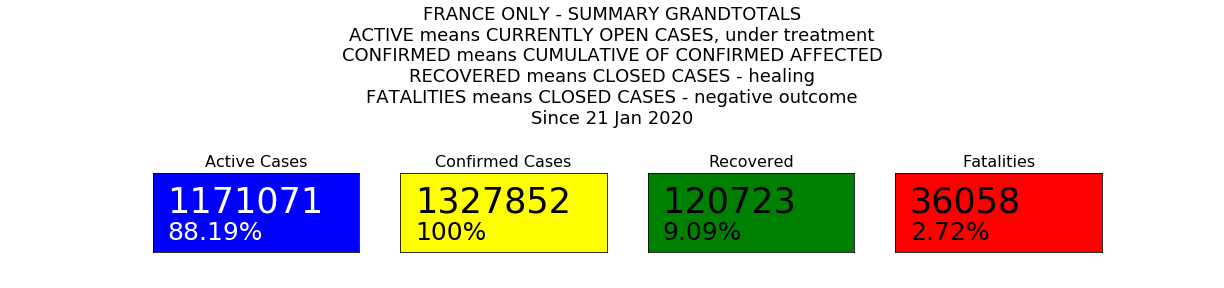 FRANCE ONLY - SUMMARY GRANDTOTALS
ACTIVE means CURRENTLY OPEN CASES, under treatment
CONFIRMED means CUMULATIVE OF CONFIRMED AFFECTED
RECOVERED means CLOSED CASES - healing
FATALITIES means CLOSED CASES - negative outcome
Since 21 Jan 2020
Active Cases
1171071
88.19%
Confirmed Cases
1327852
100%
Recovered
120723
9.09%
Fatalities
36058
2.72%